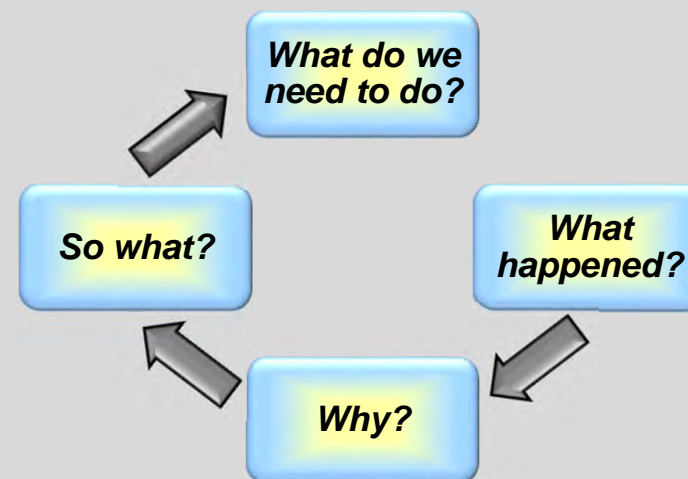 What do we
need to do?
So what?
What
happened?
Why?